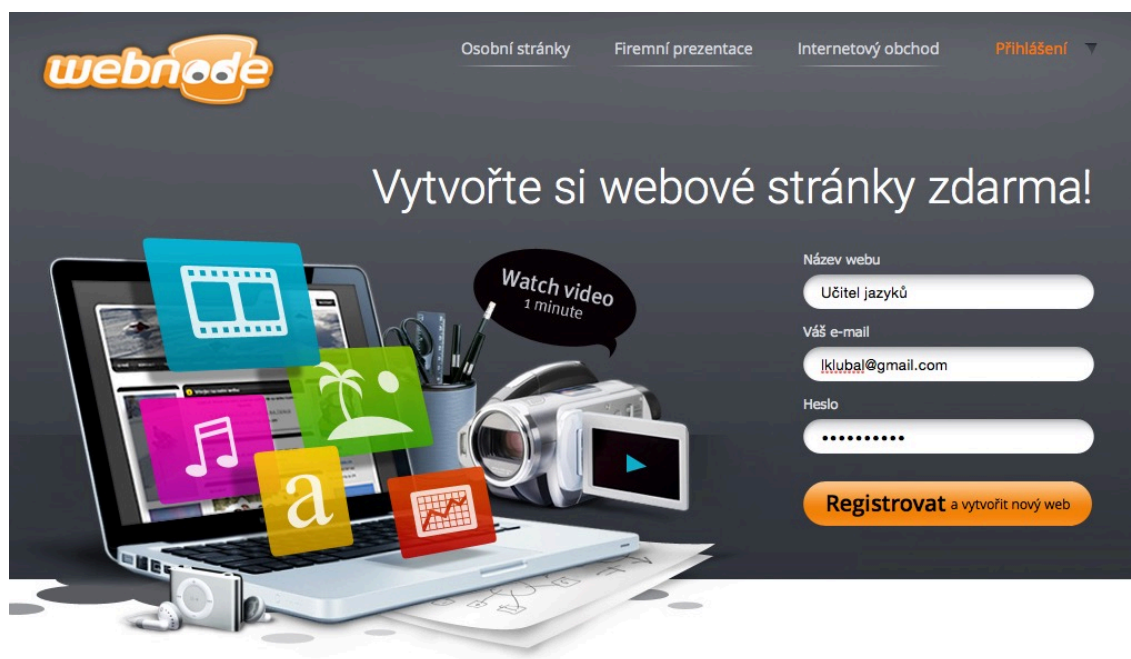 webnode
Osobní stránky
Firemní prezentace
Internetový obchod
Přihlášení
Vytvořte si webové stránky zdarma!
Watch video
1 minute
Název webu
Učitel jazyků
Váš e-mail
lklubal@gmail.com
Heslo
••••••••••
Registrovat a vytvořit nový web
a